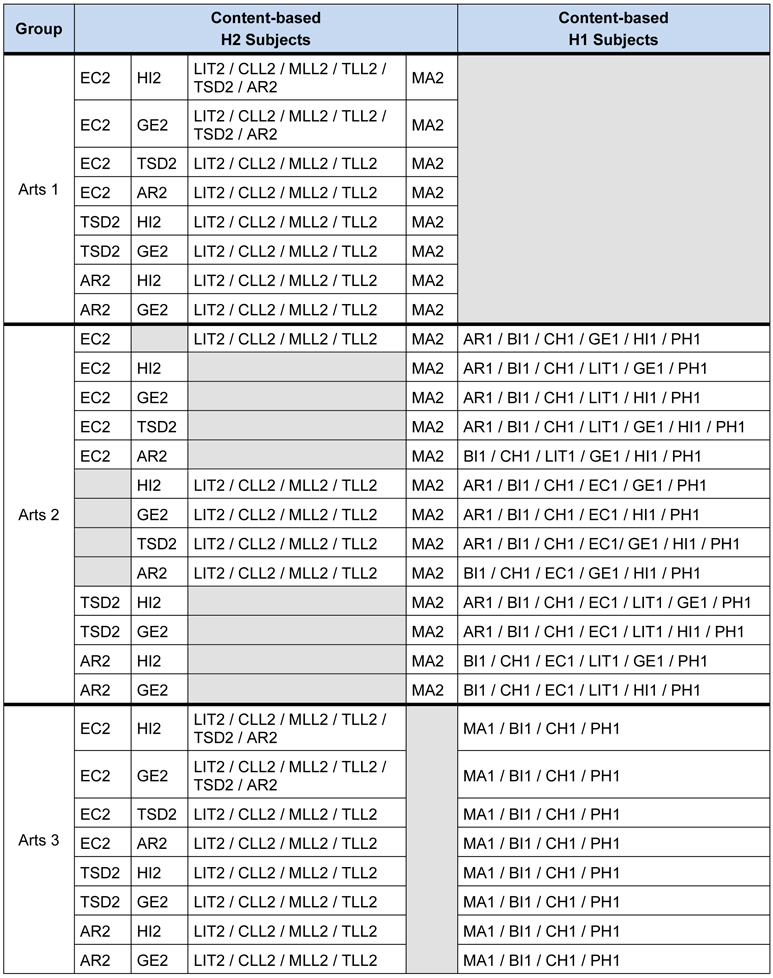 Group
Content-based
H2 Subjects
Content-based
H1 Subjects
Arts 1
EC2 HI2 LIT2 / CLL2 / MLL2 / TLL2 /
TSD2 / AR2 MA2
EC2 GE2 LIT2 / CLL2 / MLL2 / TLL2 /
TSD2 / AR2 MA2
EC2 TSD2 LIT2 / CLL2 / MLL2 / TLL2 MA2
EC2 AR2 LIT2 / CLL2 / MLL2 / TLL2 MA2
TSD2 HI2 LIT2 / CLL2 / MLL2 / TLL2 MA2
TSD2 GE2 LIT2 / CLL2 / MLL2 / TLL2 MA2
AR2 HI2 LIT2 / CLL2 / MLL2 / TLL2 MA2
AR2 GE2 LIT2 / CLL2 / MLL2 / TLL2 MA2
Arts 2
EC2 LIT2 / CLL2 / MLL2 / TLL2 MA2 AR1 / BI1 / CH1 / GE1 / HI1 / PH1
EC2 HI2 MA2 AR1 / BI1 / CH1 / LIT1 / GE1 / PH1
EC2 GE2 MA2 AR1 / BI1 / CH1 / LIT1 / HI1 / PH1
EC2 TSD2 MA2 AR1 / BI1 / CH1 / LIT1 / GE1 / HI1 / PH1
EC2 AR2 MA2 BI1 / CH1 / LIT1 / GE1 / HI1 / PH1
HI2 LIT2 / CLL2 / MLL2 / TLL2 MA2 AR1 / BI1 / CH1 / EC1 / GE1 / PH1
GE2 LIT2 / CLL2 / MLL2 / TLL2 MA2 AR1 / BI1 / CH1 / EC1 / HI1 / PH1
TSD2 LIT2 / CLL2 / MLL2 / TLL2 MA2 AR1 / BI1 / CH1 / EC1/ GE1 / HI1 / PH1
AR2 LIT2 / CLL2 / MLL2 / TLL2 MA2 BI1 / CH1 / EC1 / GE1 / HI1 / PH1
TSD2 HI2 MA2 AR1 / BI1 / CH1 / EC1 / LIT1 / GE1 / PH1
TSD2 GE2 MA2 AR1 / BI1 / CH1 / EC1 / LIT1 / HI1 / PH1
AR2 HI2 MA2 BI1 / CH1 / EC1 / LIT1 / GE1 / PH1
AR2 GE2 MA2 BI1 / CH1 / EC1 / LIT1 / HI1 / PH1
Arts 3
EC2 HI2 LIT2 / CLL2 / MLL2 / TLL2 /
TSD2 / AR2 MA1 / BI1 / CH1 / PH1
EC2 GE2 LIT2 / CLL2 / MLL2 / TLL2 /
TSD2 / AR2 MA1 / BI1 / CH1 / PH1
EC2 TSD2 LIT2 / CLL2 / MLL2 / TLL2 MA1 / BI1 / CH1 / PH1
EC2 AR2 LIT2 / CLL2 / MLL2 / TLL2 MA1 / BI1 / CH1 / PH1
TSD2 HI2 LIT2 / CLL2 / MLL2 / TLL2 MA1 / BI1 / CH1 / PH1
TSD2 GE2 LIT2 / CLL2 / MLL2 / TLL2 MA1 / BI1 / CH1 / PH1
AR2 HI2 LIT2 / CLL2 / MLL2 / TLL2 MA1 / BI1 / CH1 / PH1
AR2 GE2 LIT2 / CLL2 / MLL2 / TLL2 MA1 / BI1 / CH1 / PH1